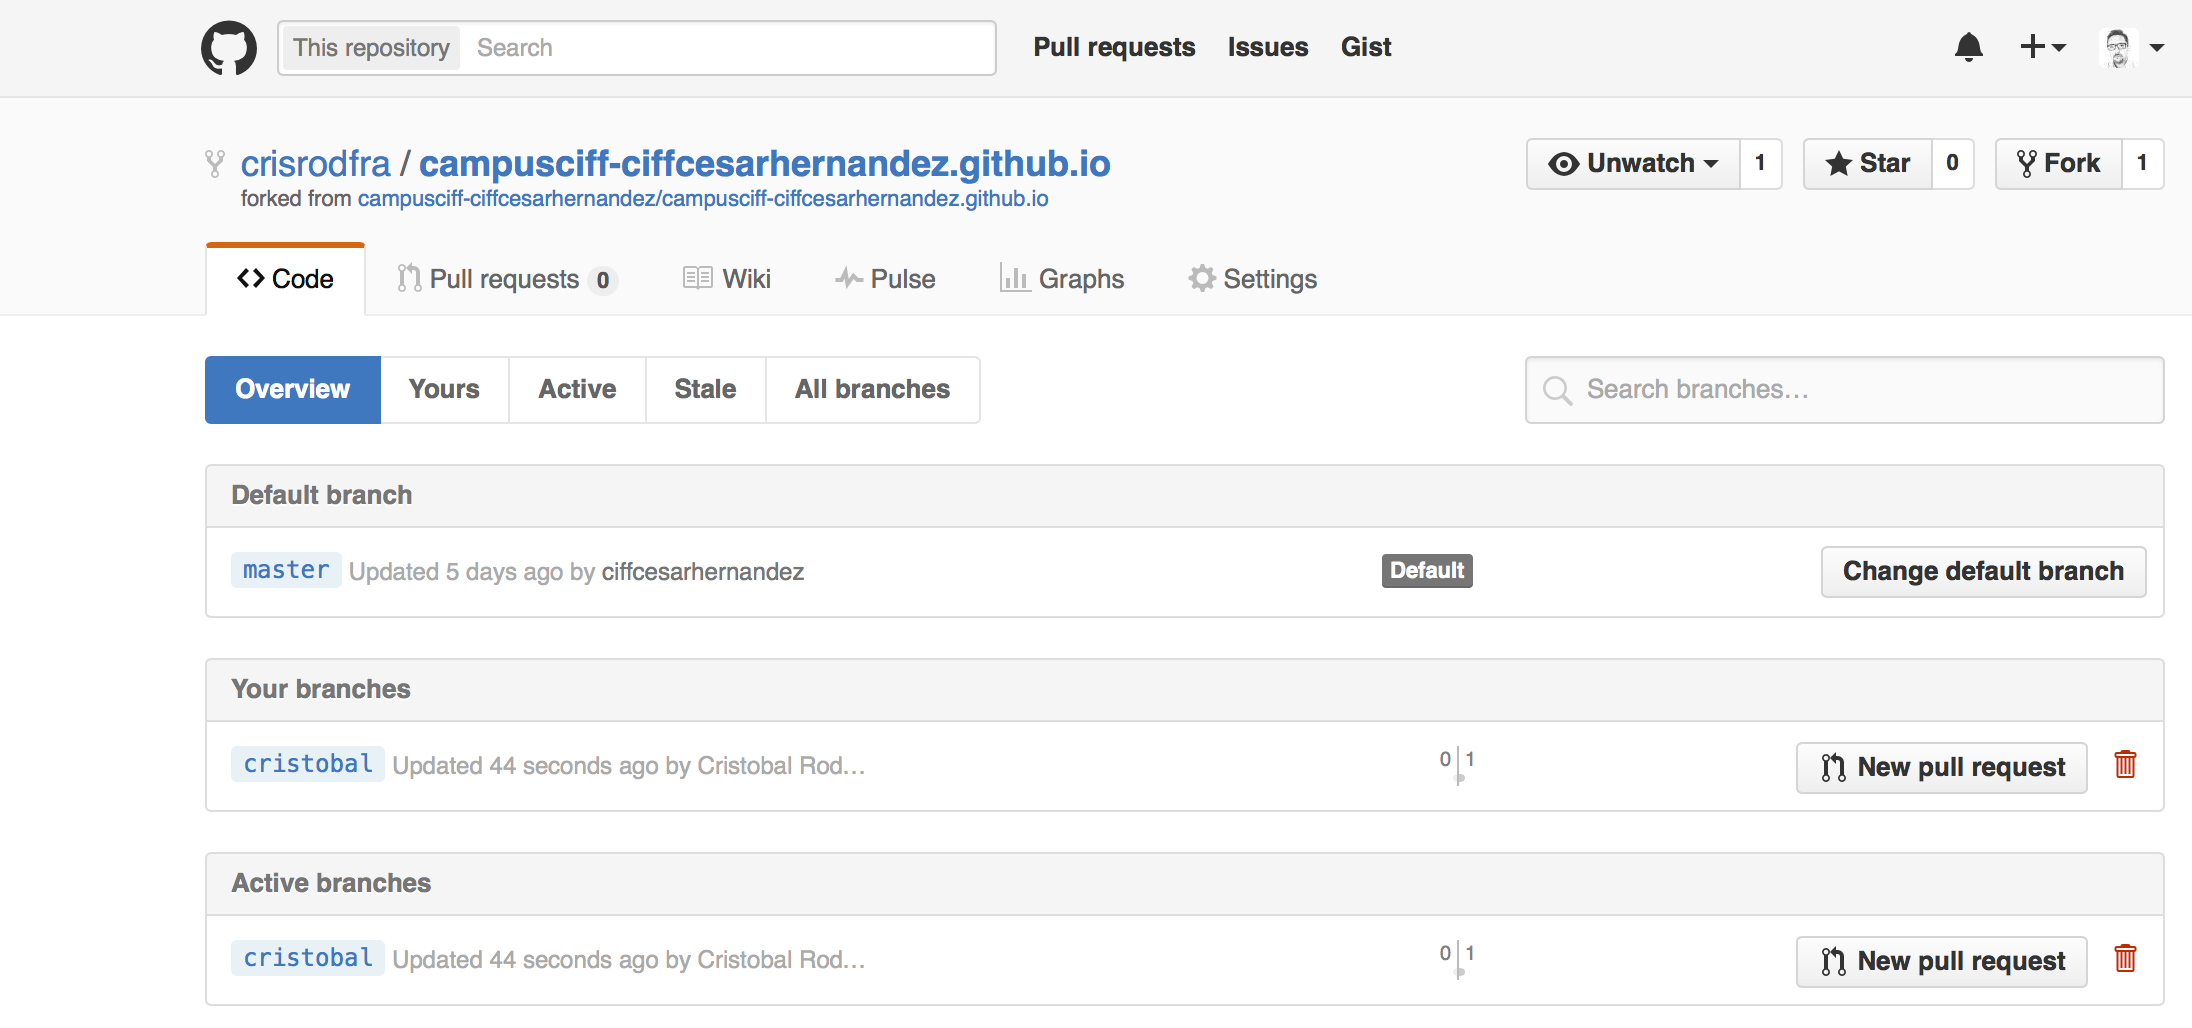 This repository Search Pull requests Issues Gist
crisrodfra / campusciff-ciffcesarhernandez.github.io Unwatch 1 Star 0 Fork 1
forked from campusciff-ciffcesarhernandez/campusciff-ciffcesarhernandez.github.io
Code Pull requests 0 Wiki Pulse Graphs Settings
Overview Yours Active Stale All branches Search branches…
Default branch
master Updated 5 days ago by ciffcesarhernandez Default Change default branch
Your branches
cristobal Updated 44 seconds ago by Cristobal Rod… 0 1 New pull request
Active branches
cristobal Updated 44 seconds ago by Cristobal Rod… 0 1 New pull request